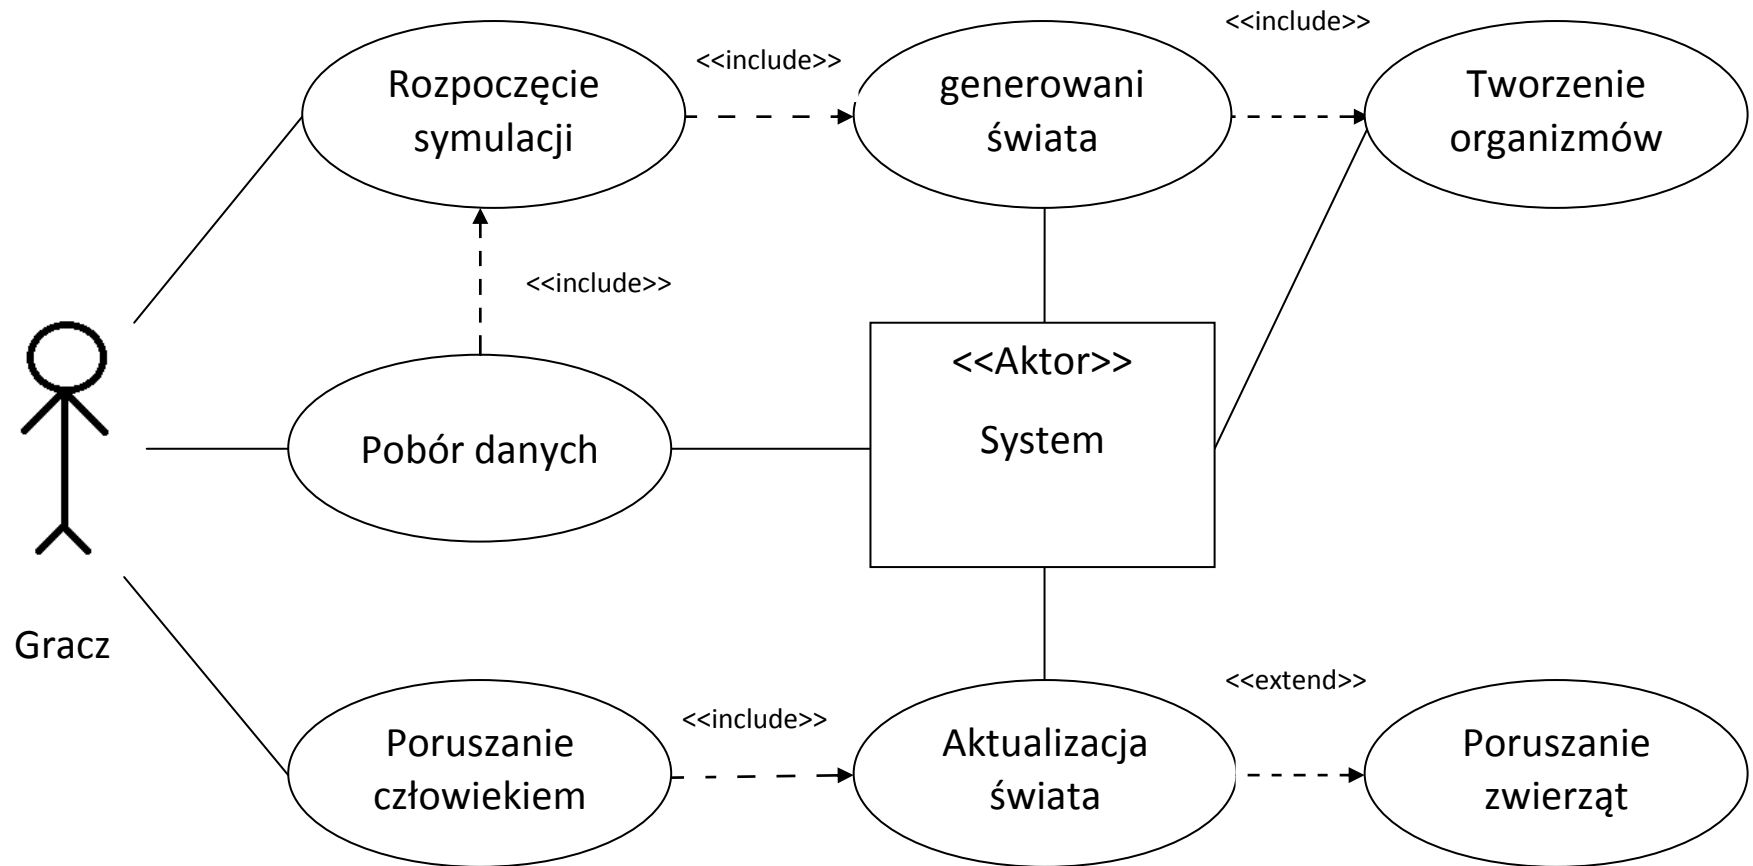 <<include>>
<<include>>
Rozpoczęcie
symulacji
generowani
świata
Tworzenie
organizmów
<<include>>
<<Aktor>>
System
Pobór danych
Gracz
<<include>>
<<extend>>
Poruszanie
człowiekiem
Aktualizacja
świata
Poruszanie
zwierząt